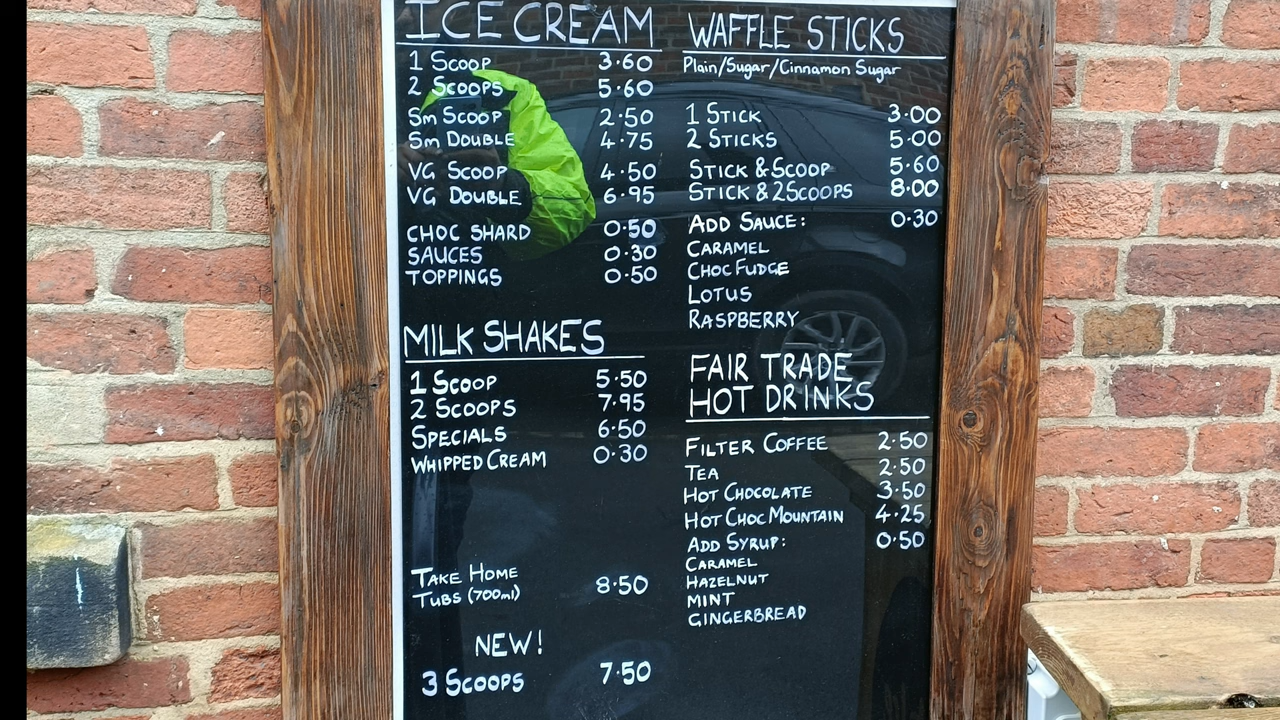 ICE CREAM
1 SCOOP 3.60
2 SCOOPS 5.60
SM SCOOP 2.50
SM DOUBLE 4.75
VG SCOOP 4.50
VG DOUBLE 6.95
CHOC SHARD 0.50
SAUCES 0.30
TOPPINGS 0.50
MILK SHAKES
1 SCOOP 5.50
2 SCOOPS 7.95
SPECIALS 6.50
WHIPPED CREAM 0.30
TAKE HOME
TUBS (700ml) 8.50
NEW!
3 SCOOPS 7.50
WAFFLE STICKS
Plain/Sugar/Cinnamon Sugar
1 STICK 3.00
2 STICKS 5.00
STICK & SCOOP 5.60
STICK & 2 SCOOPS 8.00
ADD SAUCE: 0.30
CARAMEL
CHOC FUDGE
LOTUS
RASPBERRY
FAIR TRADE
HOT DRINKS
FILTER COFFEE 2.50
TEA 2.50
HOT CHOCOLATE 3.50
HOT CHOC MOUNTAIN 4.25
ADD SYRUP: 0.50
CARAMEL
HAZELNUT
MINT
GINGERBREAD